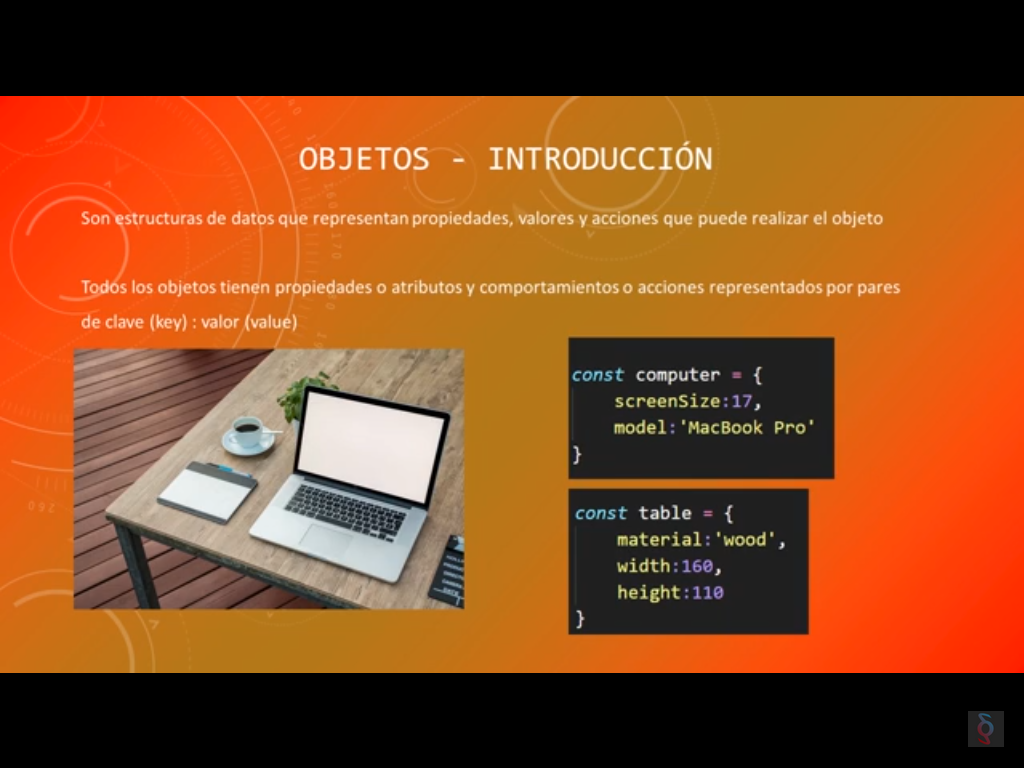 OBJETOS - INTRODUCCIÓN
Son estructuras de datos que representan propiedades, valores y acciones que puede realizar el objeto
Todos los objetos tienen propiedades o atributos y comportamientos o acciones representados por pares
de clave (key) : valor (value)
const computer = {
screenSize:17,
model:'MacBook Pro'
}
const table = {
material:'wood',
width:160,
height:110
}